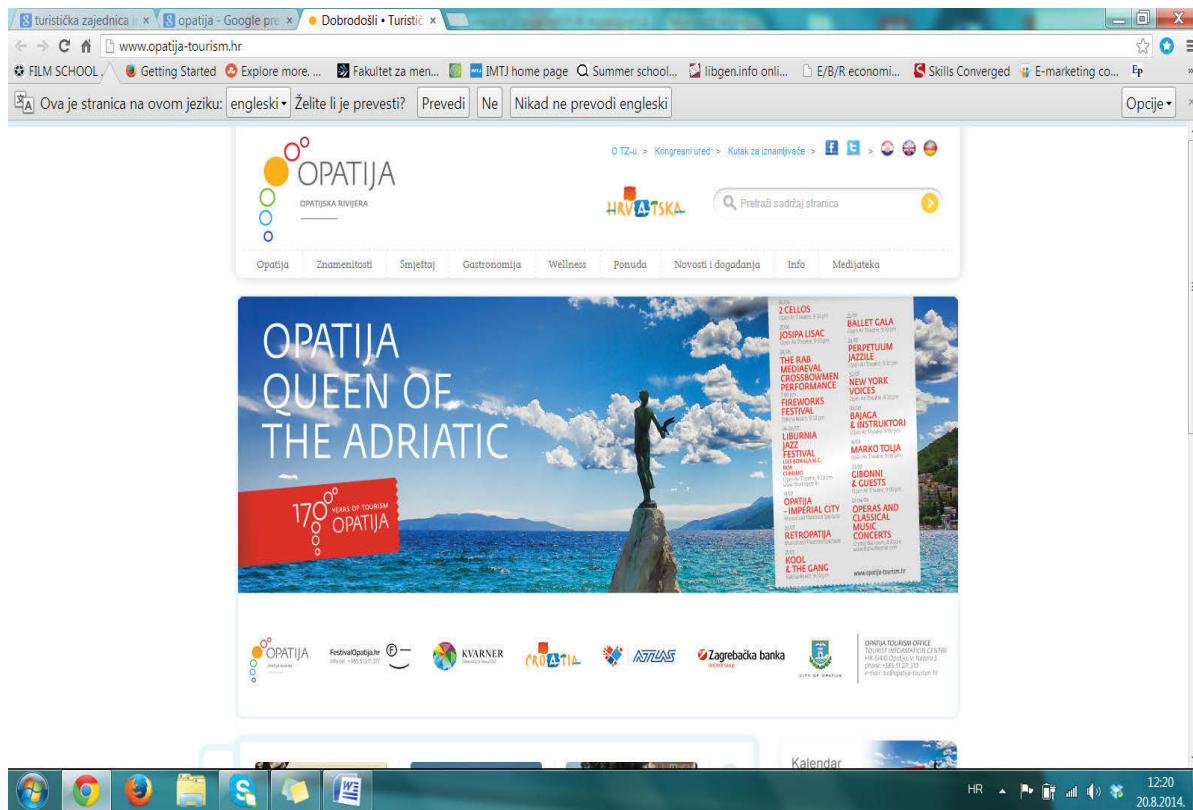 turistička zajednica
opatija - Google pre
Dobrodošli • Turistič
www.opatija-tourism.hr
FILM SCHOOL
Getting Started
Explore more. ...
Fakultet za men...
IMTJ home page
Summer school...
libgen.info onli...
E/B/R economi...
Skills Converged
E-marketing co...
Ep
Ova je stranica na ovom jeziku: engleski Želite li je prevesti? Prevedi Ne Nikad ne prevodi engleski Opcije
OPATIJA
OPATIJSKA RIVIJERA
O TZ-u > Kongresni ured > Kutak za iznamljivače >
HRVATSKA
Pretraži sadržaj stranica
Opatija Znamenitosti Smještaj Gastronomija Wellness Ponuda Novosti i događanja Info Medijateka
OPATIJA
QUEEN OF
THE ADRIATIC
170
YEARS OF TOURISM
OPATIJA
2 CELLOS
JOSIPA LISAC
THE RAB
MEDIAEVAL
CROSSBOWMEN
PERFORMANCE
FIREWORKS
FESTIVAL
LIBURNIA
JAZZ
FESTIVAL
OPATIJA
- IMPERIAL CITY
RETROPATIJA
KOOL
& THE GANG
BALLET GALA
PERPETUUM
JAZZILE
NEW YORK
VOICES
BAJAGA
& INSTRUKTORI
MARKO TOLJA
GIBONNI
& GUESTS
OPERAS AND
CLASSICAL
MUSIC
CONCERTS
www.opatija-tourism.hr
OPATIJA
FestivalOpatija.hr
KVARNER
CROATIA
ATLAS
Zagrebačka banka
CITY OF OPATIJA
OPATIJA TOURISM OFFICE
TOURIST INFORMATION CENTRE
Kalendar
HR
12:20
20.8.2014.